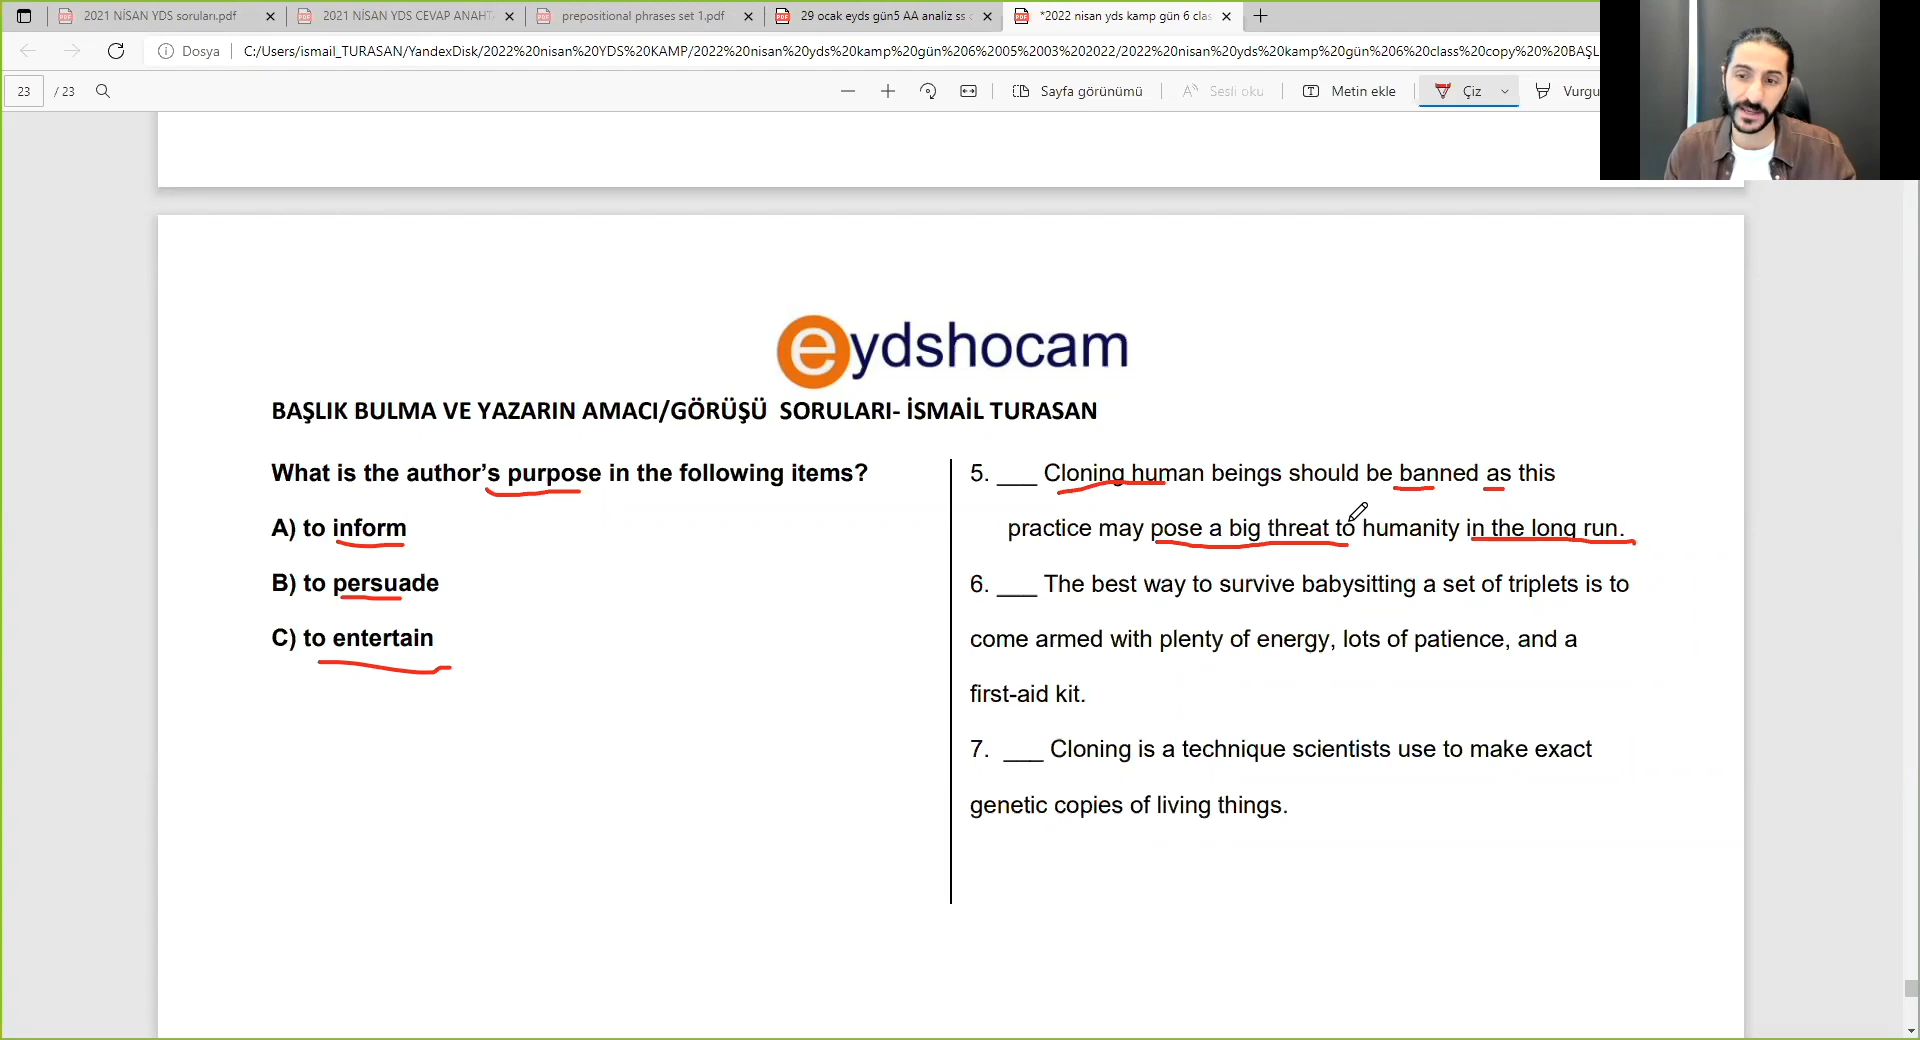 2021 NİSAN YDS soruları.pdf
2021 NİSAN YDS CEVAP ANAHT
prepositional phrases set 1.pdf
29 ocak eyds gün5 AA analiz ss c
*2022 nisan yds kamp gün 6 clas
Dosya
C:/Users/ismail_TURASAN/YandexDisk/2022%20nisan%20YDS%20KAMP/2022%20nisan%20yds%20kamp%20gün%206%2005%2003%202022/2022%20nisan%20yds%20kamp%20gün%206%20class%20copy%20%20BAŞL
23 / 23
Sayfa görünümü
Sesli oku
Metin ekle
Çiz
Vurgu
eydshocam
BAŞLIK BULMA VE YAZARIN AMACI/GÖRÜŞÜ SORULARI- İSMAİL TURASAN
What is the author’s purpose in the following items?
A) to inform
B) to persuade
C) to entertain
5. ___ Cloning human beings should be banned as this
practice may pose a big threat to humanity in the long run.
6. ___ The best way to survive babysitting a set of triplets is to
come armed with plenty of energy, lots of patience, and a
first-aid kit.
7. ___ Cloning is a technique scientists use to make exact
genetic copies of living things.